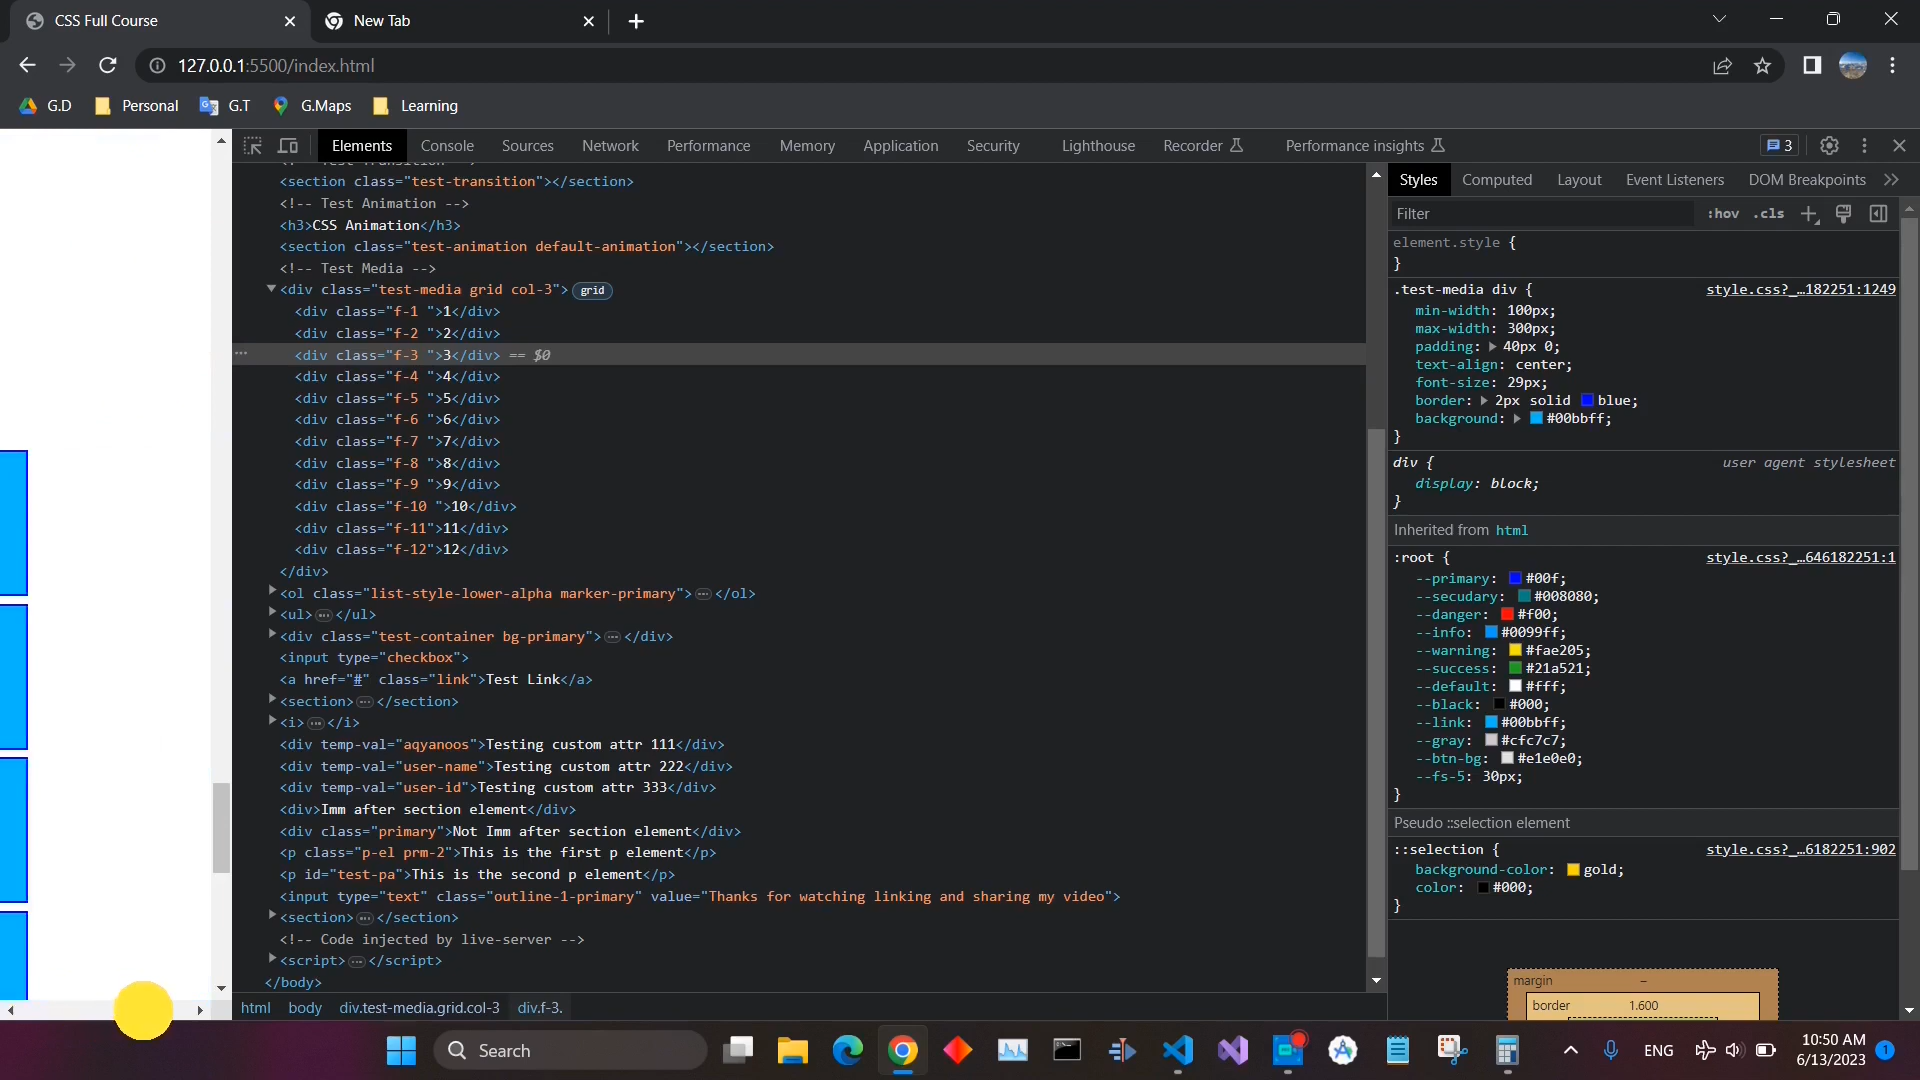 CSS Full Course
New Tab
127.0.0.1:5500/index.html
G.D
Personal
G.T
G.Maps
Learning
Elements Console Sources Network Performance Memory Application Security Lighthouse Recorder Performance insights 3
<section class="test-transition"></section>
<!-- Test Animation -->
<h3>CSS Animation</h3>
<section class="test-animation default-animation"></section>
<!-- Test Media -->
<div class="test-media grid col-3"> grid
<div class="f-1 ">1</div>
<div class="f-2 ">2</div>
<div class="f-3 ">3</div> == $0
<div class="f-4 ">4</div>
<div class="f-5 ">5</div>
<div class="f-6 ">6</div>
<div class="f-7 ">7</div>
<div class="f-8 ">8</div>
<div class="f-9 ">9</div>
<div class="f-10 ">10</div>
<div class="f-11">11</div>
<div class="f-12">12</div>
</div>
<ol class="list-style-lower-alpha marker-primary">…</ol>
<ul>…</ul>
<div class="test-container bg-primary">…</div>
<input type="checkbox">
<a href="#" class="link">Test Link</a>
<section>…</section>
<i>…</i>
<div temp-val="aqyanoos">Testing custom attr 111</div>
<div temp-val="user-name">Testing custom attr 222</div>
<div temp-val="user-id">Testing custom attr 333</div>
<div>Imm after section element</div>
<div class="primary">Not Imm after section element</div>
<p class="p-el prm-2">This is the first p element</p>
<p id="test-pa">This is the second p element</p>
<input type="text" class="outline-1-primary" value="Thanks for watching linking and sharing my video">
<section>…</section>
<!-- Code injected by live-server -->
<script>…</script>
</body>
html body div.test-media.grid.col-3 div.f-3.
Styles Computed Layout Event Listeners DOM Breakpoints
Filter :hov .cls
element.style {
}
.test-media div { style.css?_…182251:1249
min-width: 100px;
max-width: 300px;
padding: 40px 0;
text-align: center;
font-size: 29px;
border: 2px solid blue;
background: #00bbff;
}
div { user agent stylesheet
display: block;
}
Inherited from html
:root { style.css?_…646182251:1
--primary: #00f;
--secudary: #008080;
--danger: #f00;
--info: #0099ff;
--warning: #fae205;
--success: #21a521;
--default: #fff;
--black: #000;
--link: #00bbff;
--gray: #cfc7c7;
--btn-bg: #e1e0e0;
--fs-5: 30px;
}
Pseudo ::selection element
::selection { style.css?_…6182251:902
background-color: gold;
color: #000;
}
margin –
border 1.600
Search
ENG
10:50 AM
6/13/2023
1